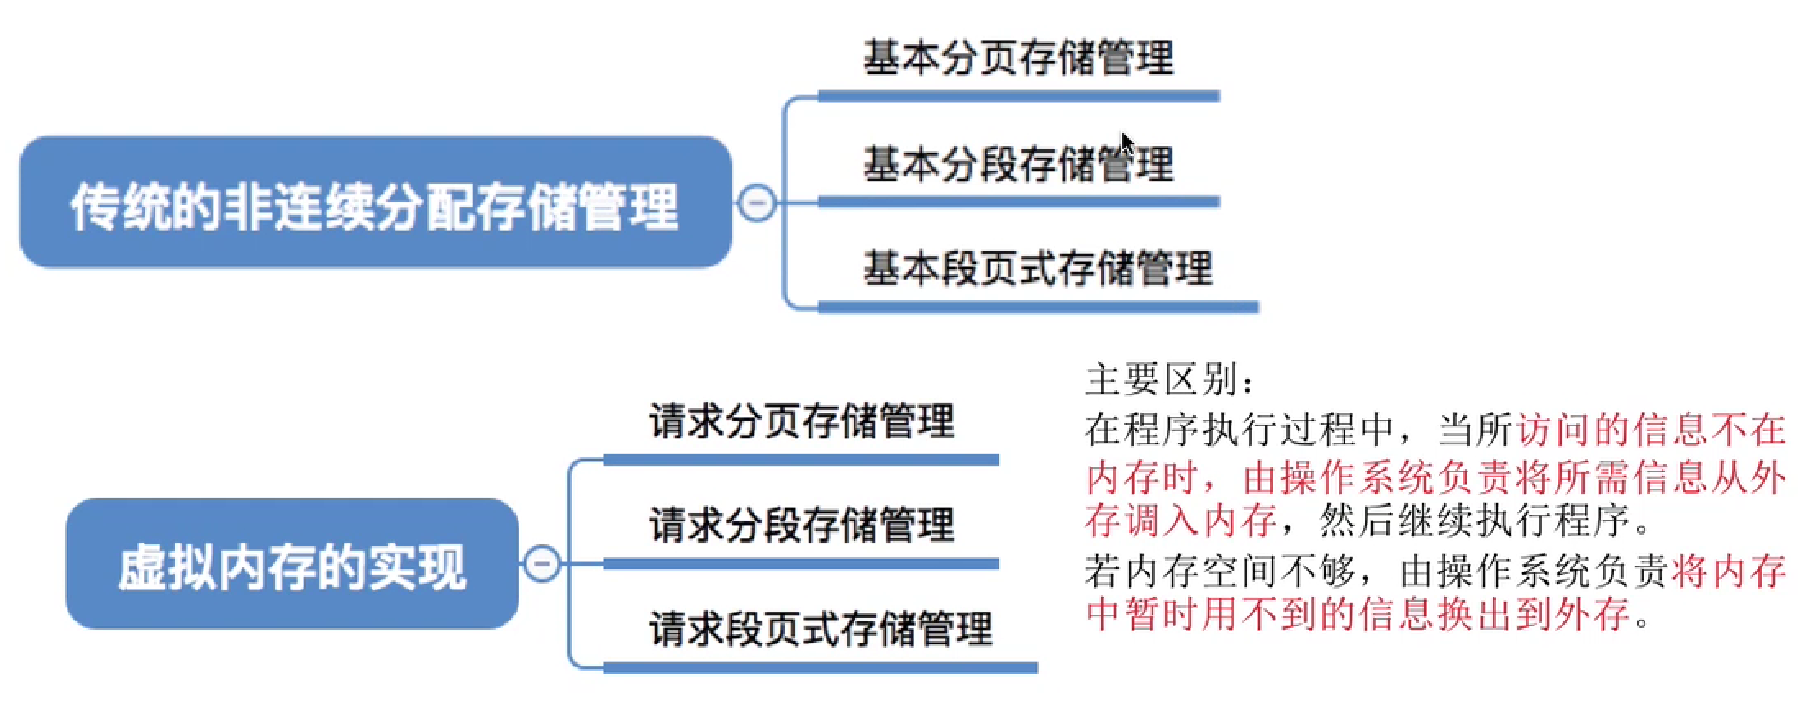 基本分页存储管理
基本分段存储管理
传统的非连续分配存储管理
基本段页式存储管理
请求分页存储管理
请求分段存储管理
虚拟内存的实现
请求段页式存储管理
主要区别：
在程序执行过程中，当所访问的信息不在
内存时，由操作系统负责将所需信息从外
存调入内存，然后继续执行程序。
若内存空间不够，由操作系统负责将内存
中暂时用不到的信息换出到外存。